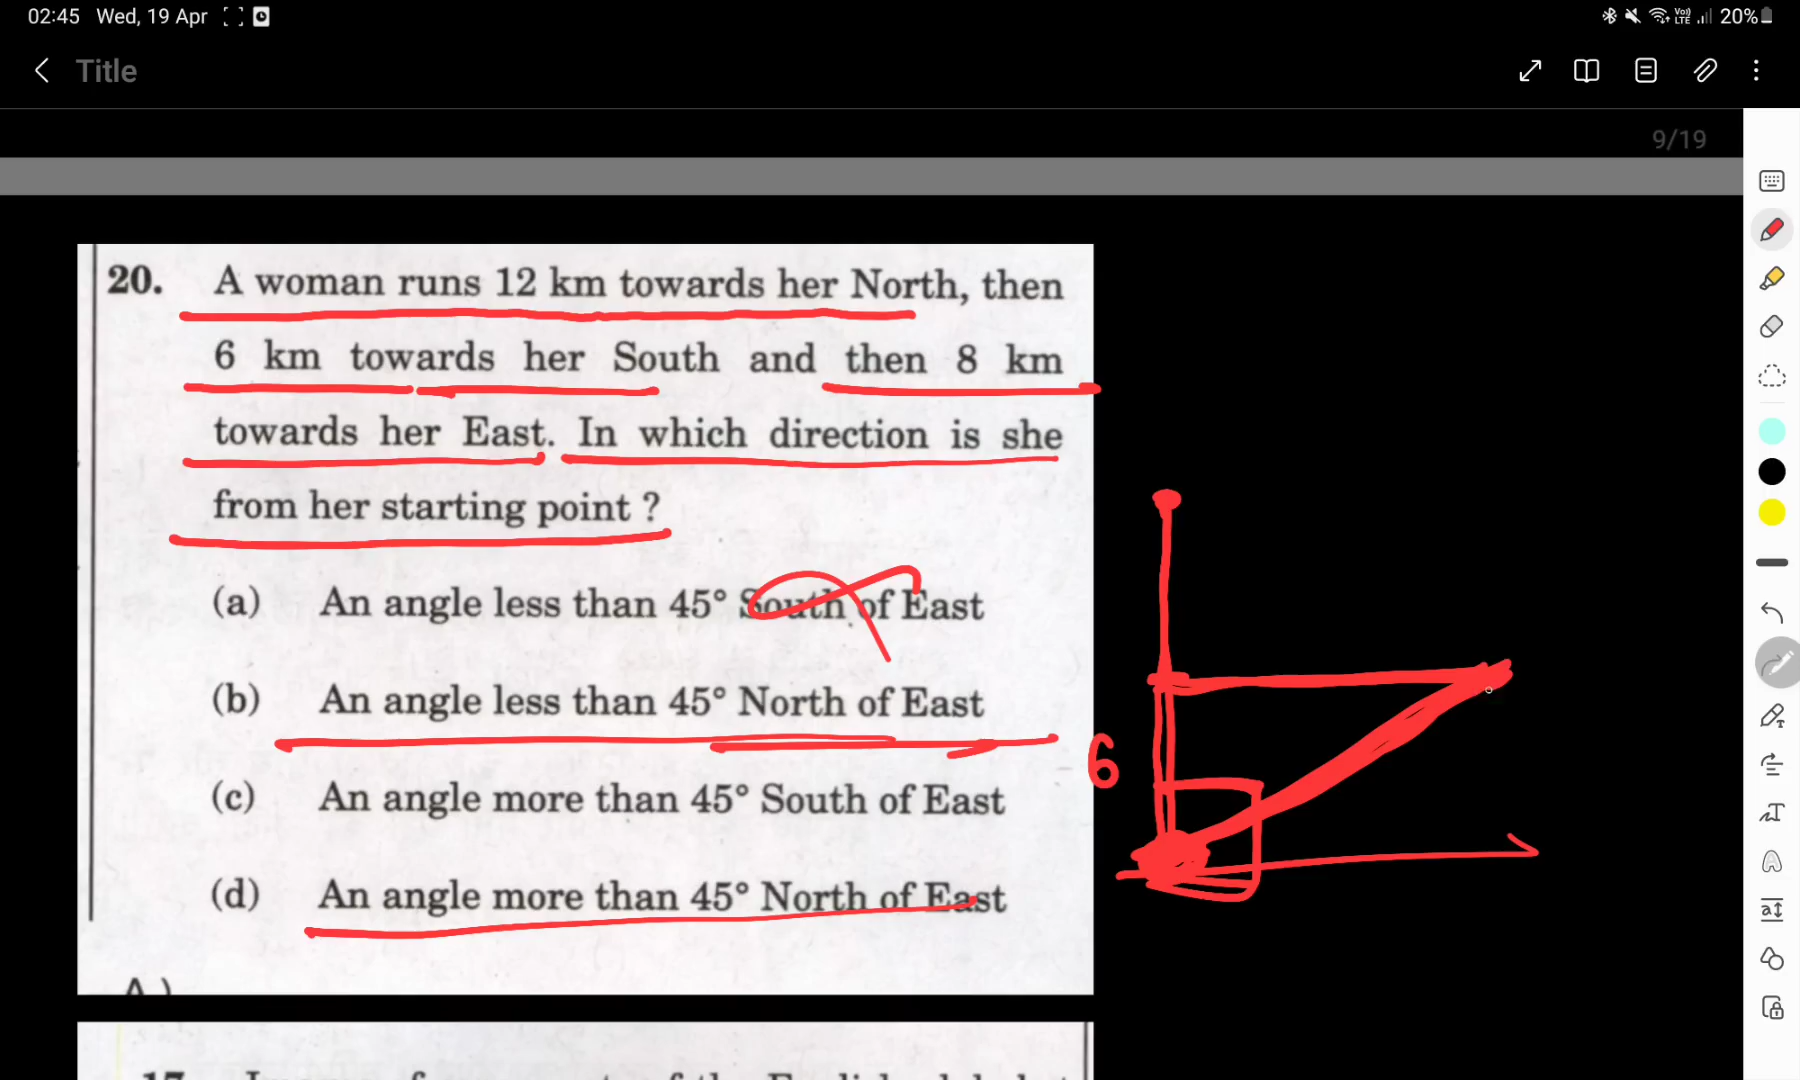 02:45 Wed, 19 Apr
Vo)) LTE 20%
Title
9/19
20. A woman runs 12 km towards her North, then
6 km towards her South and then 8 km
towards her East. In which direction is she
from her starting point ?
(a) An angle less than 45° South of East
(b) An angle less than 45° North of East
6
(c) An angle more than 45° South of East
(d) An angle more than 45° North of East